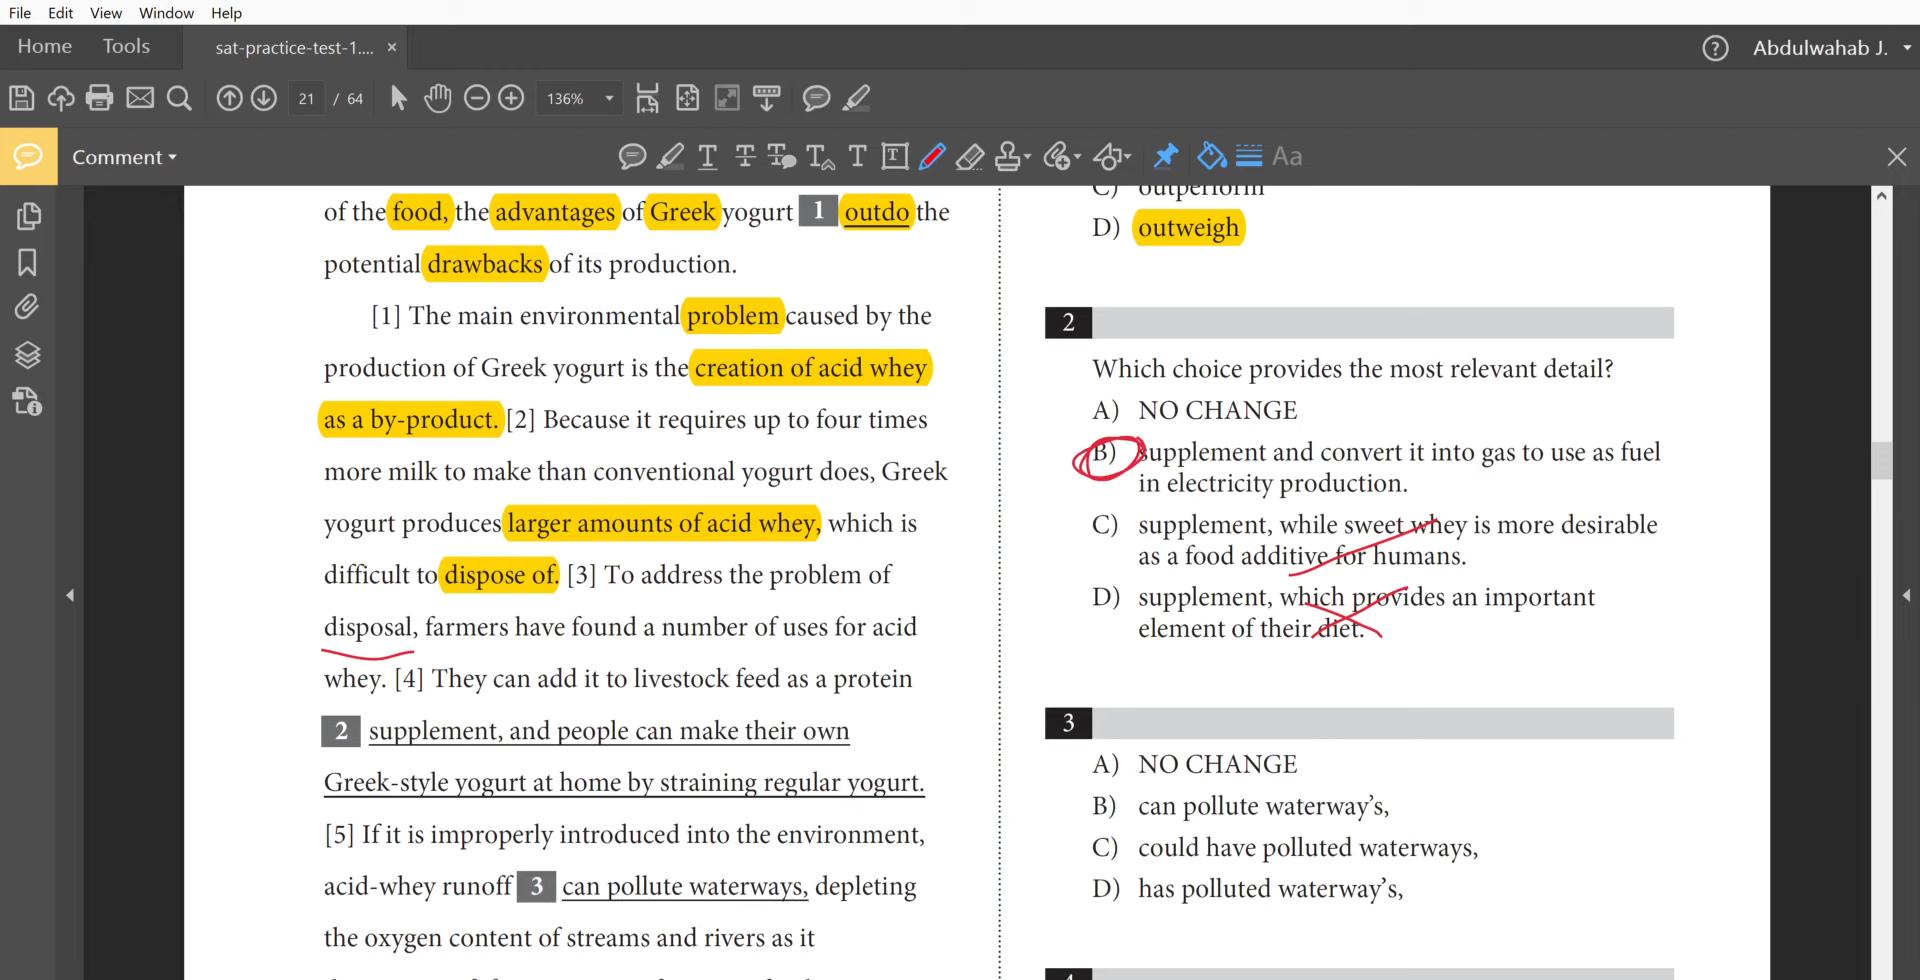 File Edit View Window Help
Home Tools sat-practice-test-1.... × Abdulwahab J.
21 / 64 136%
Comment Aa
of the food, the advantages of Greek yogurt 1 outdo the
potential drawbacks of its production.
[1] The main environmental problem caused by the
production of Greek yogurt is the creation of acid whey
as a by-product. [2] Because it requires up to four times
more milk to make than conventional yogurt does, Greek
yogurt produces larger amounts of acid whey, which is
difficult to dispose of. [3] To address the problem of
disposal, farmers have found a number of uses for acid
whey. [4] They can add it to livestock feed as a protein
2 supplement, and people can make their own
Greek-style yogurt at home by straining regular yogurt.
[5] If it is improperly introduced into the environment,
acid-whey runoff 3 can pollute waterways, depleting
the oxygen content of streams and rivers as it
C) outperform
D) outweigh
2
Which choice provides the most relevant detail?
A) NO CHANGE
B) supplement and convert it into gas to use as fuel
in electricity production.
C) supplement, while sweet whey is more desirable
as a food additive for humans.
D) supplement, which provides an important
element of their diet.
3
A) NO CHANGE
B) can pollute waterway's,
C) could have polluted waterways,
D) has polluted waterway's,
4